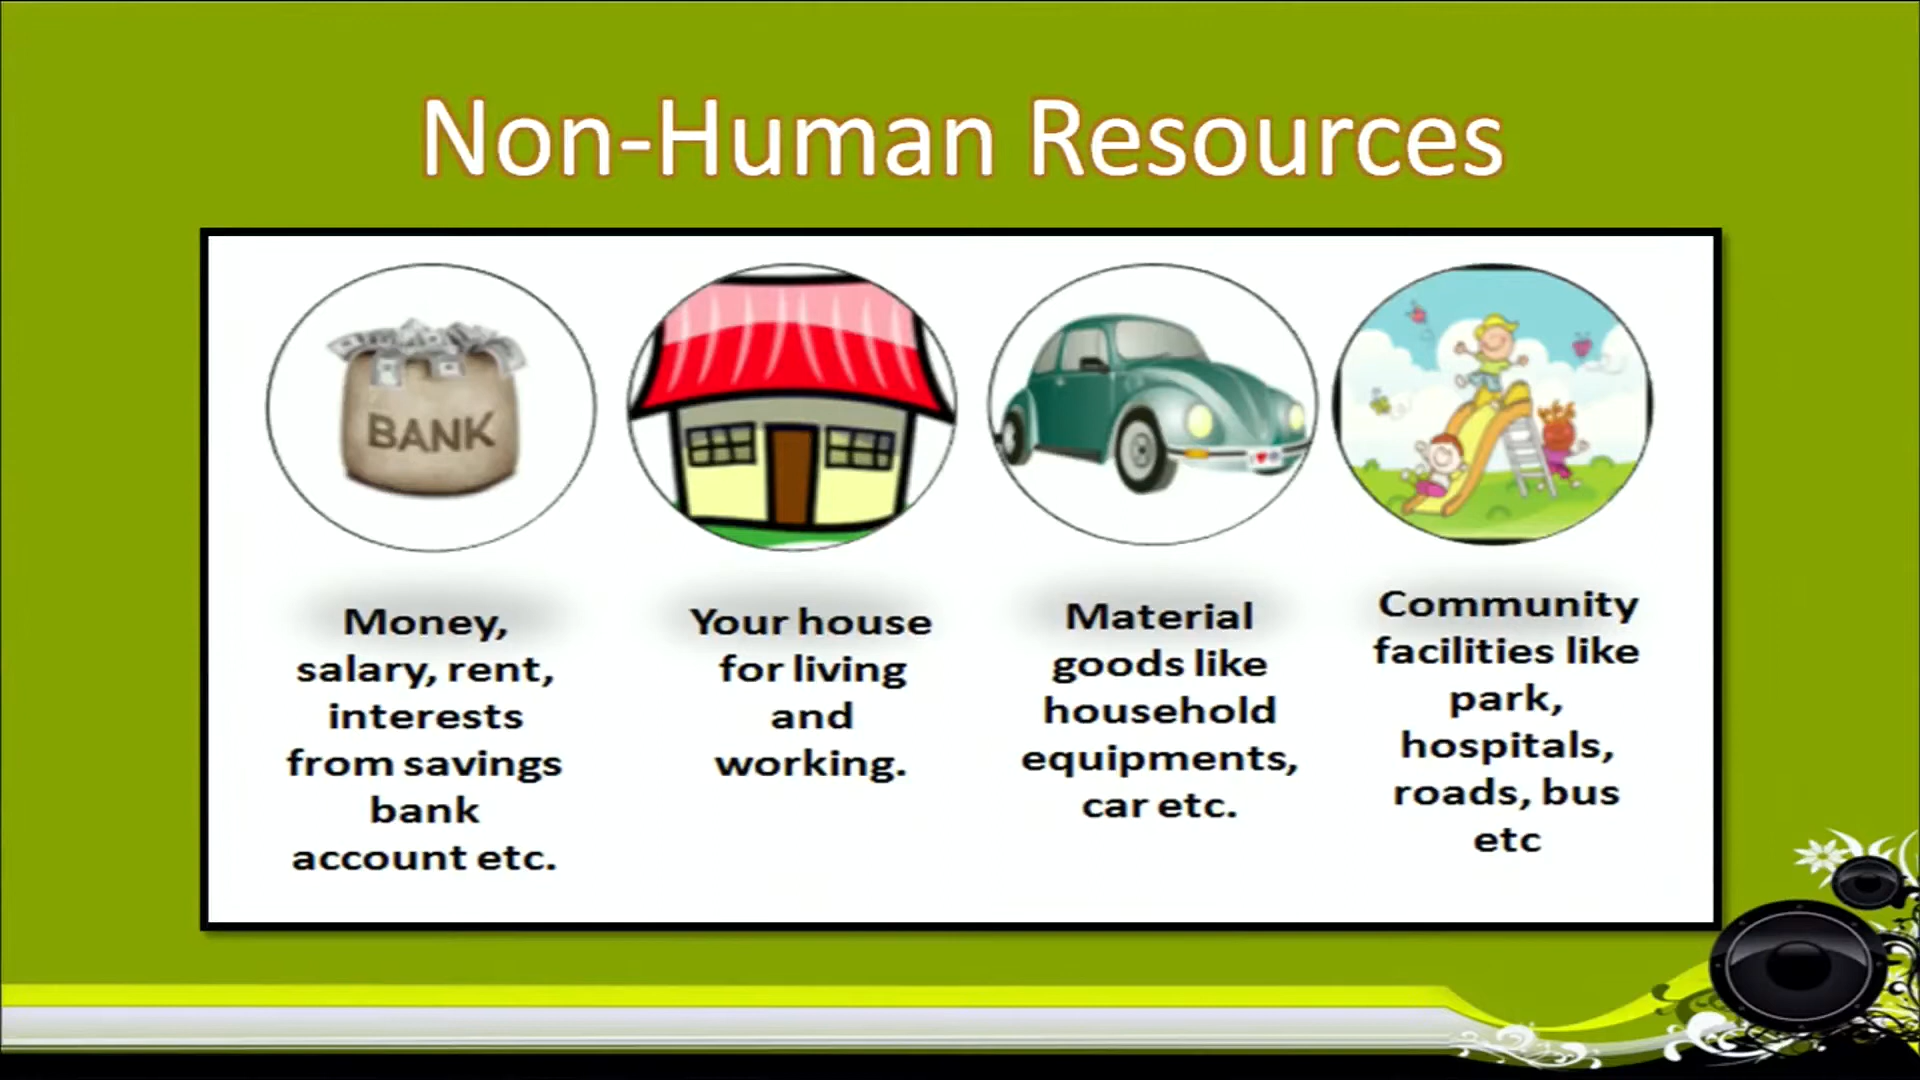 Non-Human Resources
BANK
Money,
salary, rent,
interests
from savings
bank
account etc.
Your house
for living
and
working.
Material
goods like
household
equipments,
car etc.
Community
facilities like
park,
hospitals,
roads, bus
etc